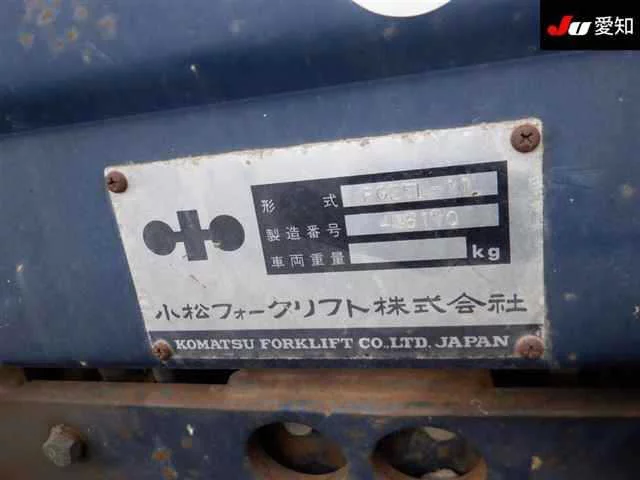 JU 愛知
形式
製造番号
車両重量 kg
小松フォークリフト株式会社
KOMATSU FORKLIFT CO.,LTD. JAPAN